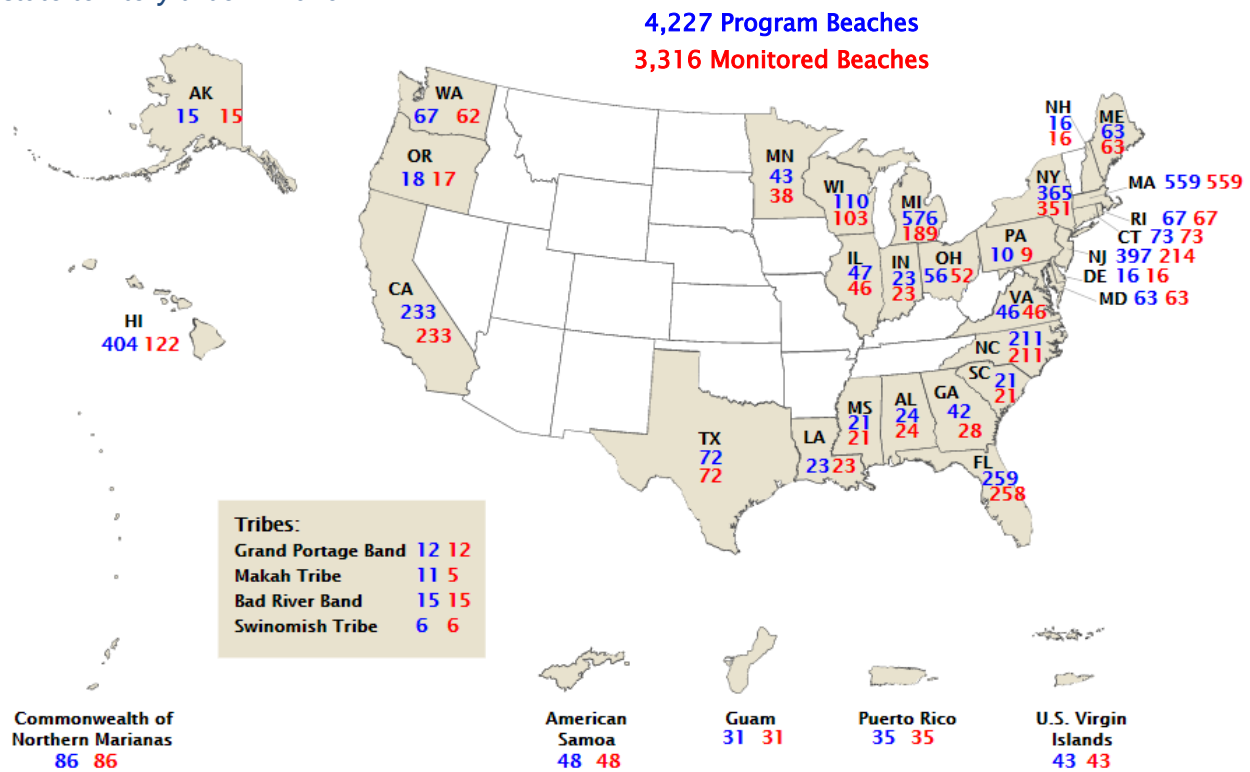 4,227 Program Beaches
3,316 Monitored Beaches
AK
15 15
WA
67 62
OR
18 17
CA
233
233
HI
404 122
MN
43
38
WI
110
103
MI
576
189
IL
47
46
IN
23
23
OH
56 52
PA
10 9
NY
365
351
NH
16
16
ME
63
63
MA 559 559
RI 67 67
CT 73 73
NJ 397 214
DE 16 16
MD 63 63
VA
46 46
NC 211
211
SC 21
21
GA
42
28
AL
24
24
MS
21
21
LA
23 23
TX
72
72
FL
259
258
Tribes:
Grand Portage Band 12 12
Makah Tribe 11 5
Bad River Band 15 15
Swinomish Tribe 6 6
Commonwealth of
Northern Marianas
86 86
American
Samoa
48 48
Guam
31 31
Puerto Rico
35 35
U.S. Virgin
Islands
43 43